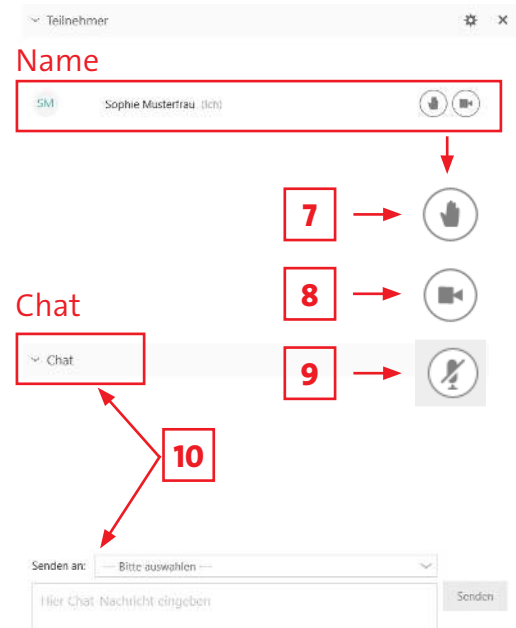 Teilnehmer
Name
SM Sophie Musterfrau (Ich)
7
8
Chat
Chat
9
10
Senden an: --- Bitte auswählen ---
Hier Chat-Nachricht eingeben
Senden